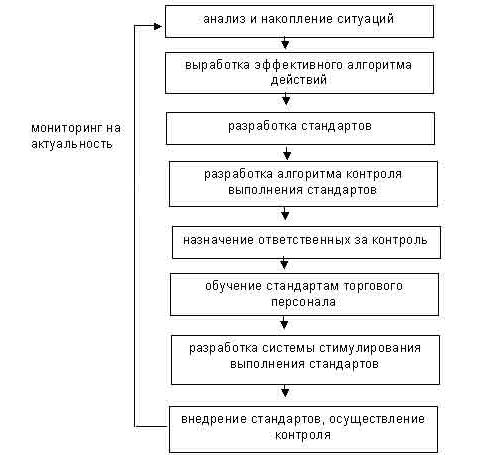 анализ и накопление ситуаций
выработка эффективного алгоритма
действий
мониторинг на
актуальность
разработка стандартов
разработка алгоритма контроля
выполнения стандартов
назначение ответственных за контроль
обучение стандартам торгового
персонала
разработка системы стимулирования
выполнения стандартов
внедрение стандартов, осуществление
контроля